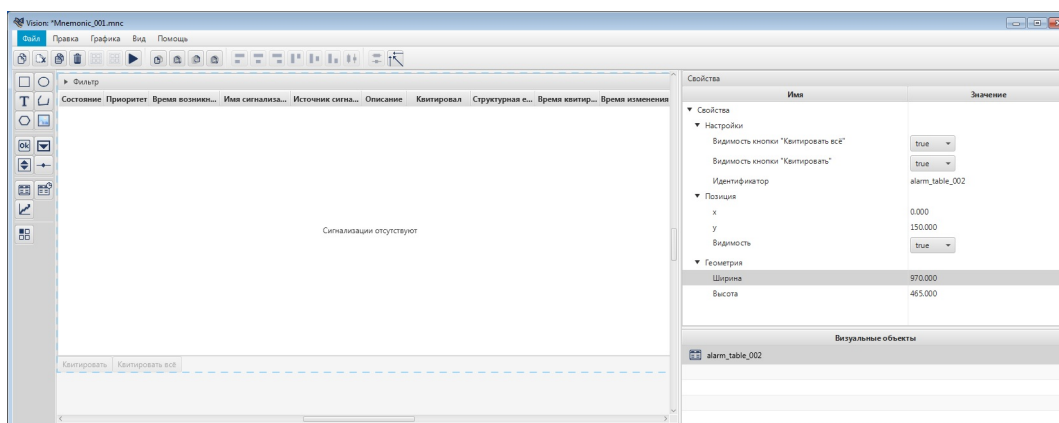 Vision: *Mnemonic_001.mnc
Файл Правка Графика Вид Помощь
T
Ok
Фильтр
Состояние Приоритет Время возникн... Имя сигнализа... Источник сигна... Описание Квитировал Структурная е... Время квитир... Время изменения
Сигнализации отсутствуют
Квитировать Квитировать всё
Свойства
Имя Значение
Свойства
Настройки
Видимость кнопки "Квитировать всё" true
Видимость кнопки "Квитировать" true
Идентификатор alarm_table_002
Позиция
x 0.000
y 150.000
Видимость true
Геометрия
Ширина 970.000
Высота 465.000
Визуальные объекты
alarm_table_002